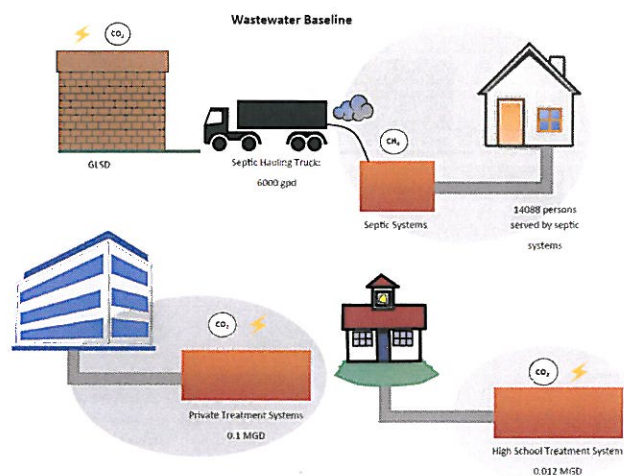 Wastewater Baseline
CO₂
GLSD
Septic Hauling Truck:
6000 gpd
CH₄
Septic Systems
14088 persons
served by septic
systems
CO₂
Private Treatment Systems
0.1 MGD
CO₂
High School Treatment System
0.012 MGD